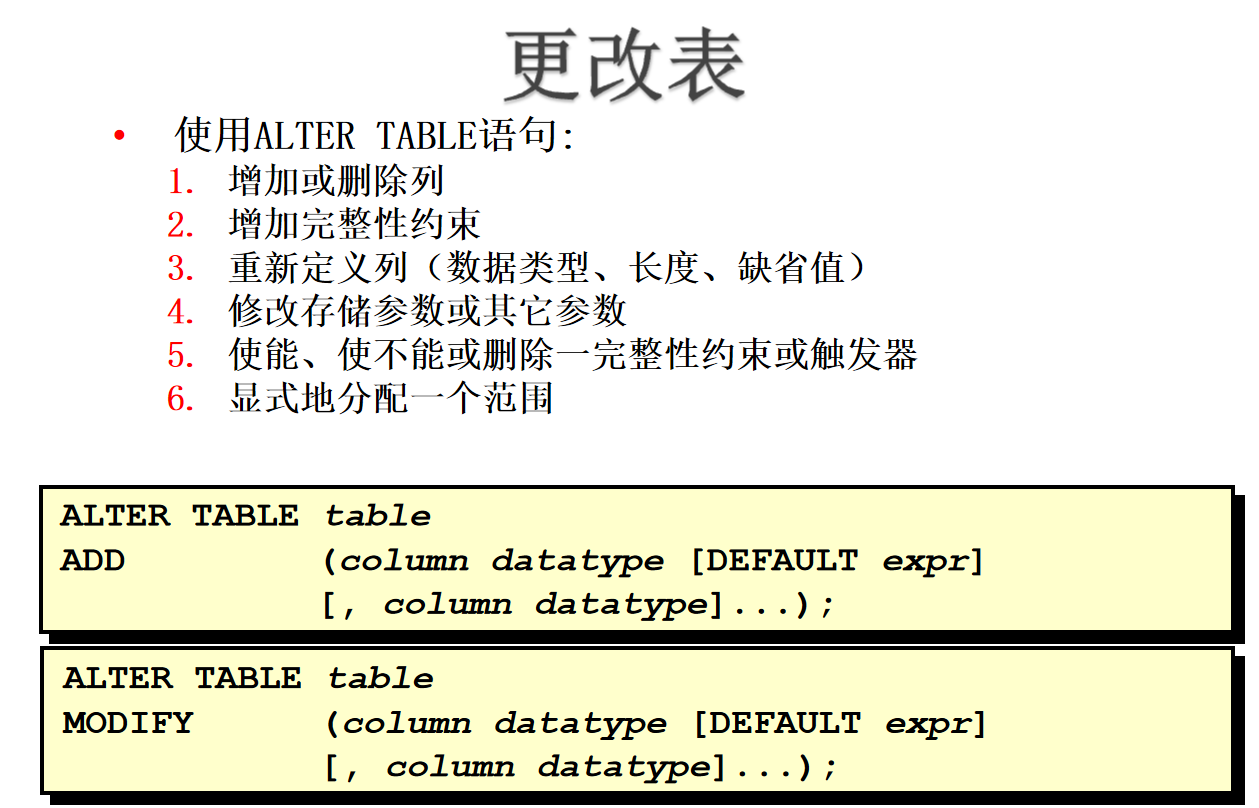 更改表
• 使用ALTER TABLE语句:
1. 增加或删除列
2. 增加完整性约束
3. 重新定义列（数据类型、长度、缺省值）
4. 修改存储参数或其它参数
5. 使能、使不能或删除一完整性约束或触发器
6. 显式地分配一个范围
ALTER TABLE table
ADD (column datatype [DEFAULT expr]
[, column datatype]...);
ALTER TABLE table
MODIFY (column datatype [DEFAULT expr]
[, column datatype]...);